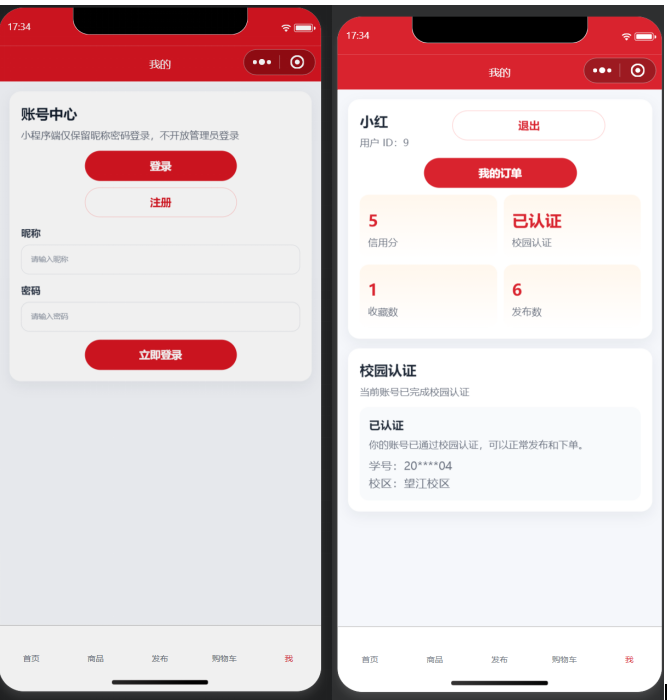 17:34
我的
账号中心
小程序端仅保留昵称密码登录，不开放管理员登录
登录
注册
昵称
请输入昵称
密码
请输入密码
立即登录
首页
商品
发布
购物车
我
17:34
我的
小红
退出
用户 ID：9
我的订单
5
已认证
信用分
校园认证
1
6
收藏数
发布数
校园认证
当前账号已完成校园认证
已认证
你的账号已通过校园认证，可以正常发布和下单。
学号：20****04
校区：望江校区
首页
商品
发布
购物车
我